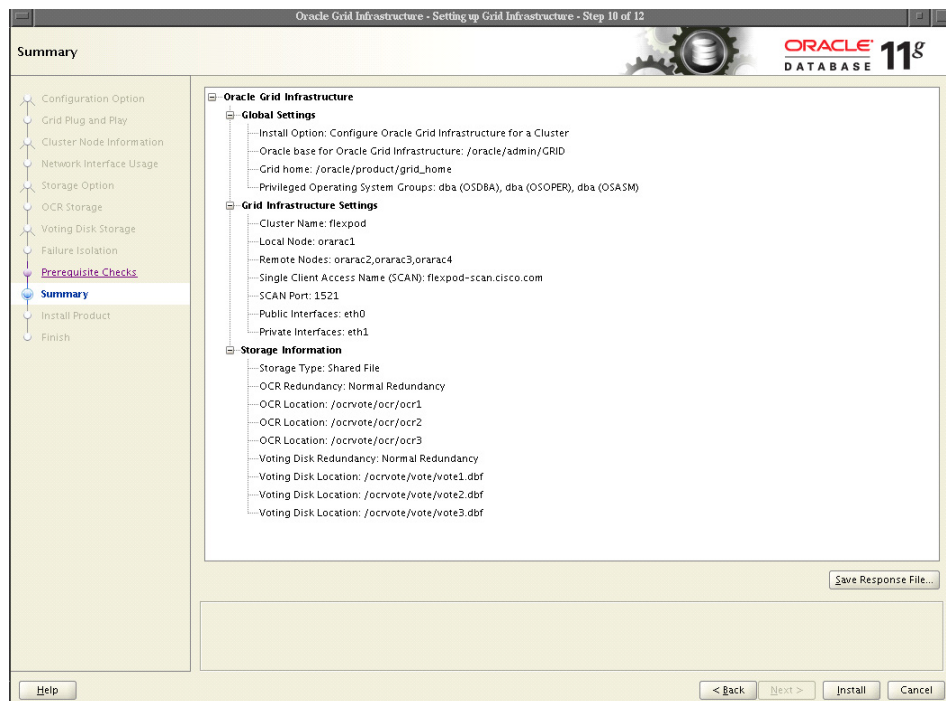 Oracle Grid Infrastructure - Setting up Grid Infrastructure - Step 10 of 12
Summary
ORACLE DATABASE 11g
Configuration Option
Grid Plug and Play
Cluster Node Information
Network Interface Usage
Storage Option
OCR Storage
Voting Disk Storage
Failure Isolation
Prerequisite Checks
Summary
Install Product
Finish
Oracle Grid Infrastructure
Global Settings
Install Option: Configure Oracle Grid Infrastructure for a Cluster
Oracle base for Oracle Grid Infrastructure: /oracle/admin/GRID
Grid home: /oracle/product/grid_home
Privileged Operating System Groups: dba (OSDBA), dba (OSOPER), dba (OSASM)
Grid Infrastructure Settings
Cluster Name: flexpod
Local Node: orarac1
Remote Nodes: orarac2,orarac3,orarac4
Single Client Access Name (SCAN): flexpod-scan.cisco.com
SCAN Port: 1521
Public Interfaces: eth0
Private Interfaces: eth1
Storage Information
Storage Type: Shared File
OCR Redundancy: Normal Redundancy
OCR Location: /ocrvote/ocr/ocr1
OCR Location: /ocrvote/ocr/ocr2
OCR Location: /ocrvote/ocr/ocr3
Voting Disk Redundancy: Normal Redundancy
Voting Disk Location: /ocrvote/vote/vote1.dbf
Voting Disk Location: /ocrvote/vote/vote2.dbf
Voting Disk Location: /ocrvote/vote/vote3.dbf
Save Response File...
Help
< Back
Next >
Install
Cancel